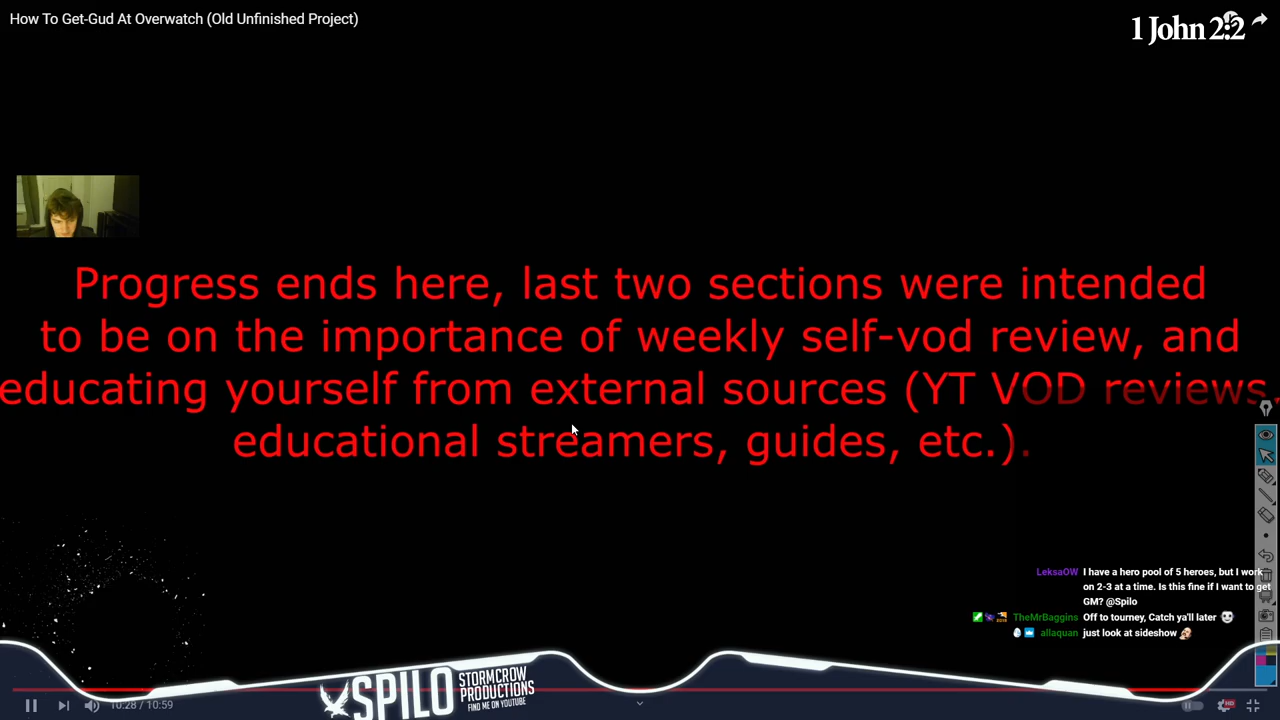 How To Get-Gud At Overwatch (Old Unfinished Project)
1 John 2:2
Progress ends here, last two sections were intended
to be on the importance of weekly self-vod review, and
educating yourself from external sources (YT VOD reviews,
educational streamers, guides, etc.).
LeksaOW I have a hero pool of 5 heroes, but I work
on 2-3 at a time. Is this fine if I want to get
GM? @Spilo
TheMrBaggins Off to tourney, Catch ya'll later
allaquan just look at sideshow
SPILO
STORMCROW
PRODUCTIONS
FIND ME ON YOUTUBE
10:28 / 10:59
HD